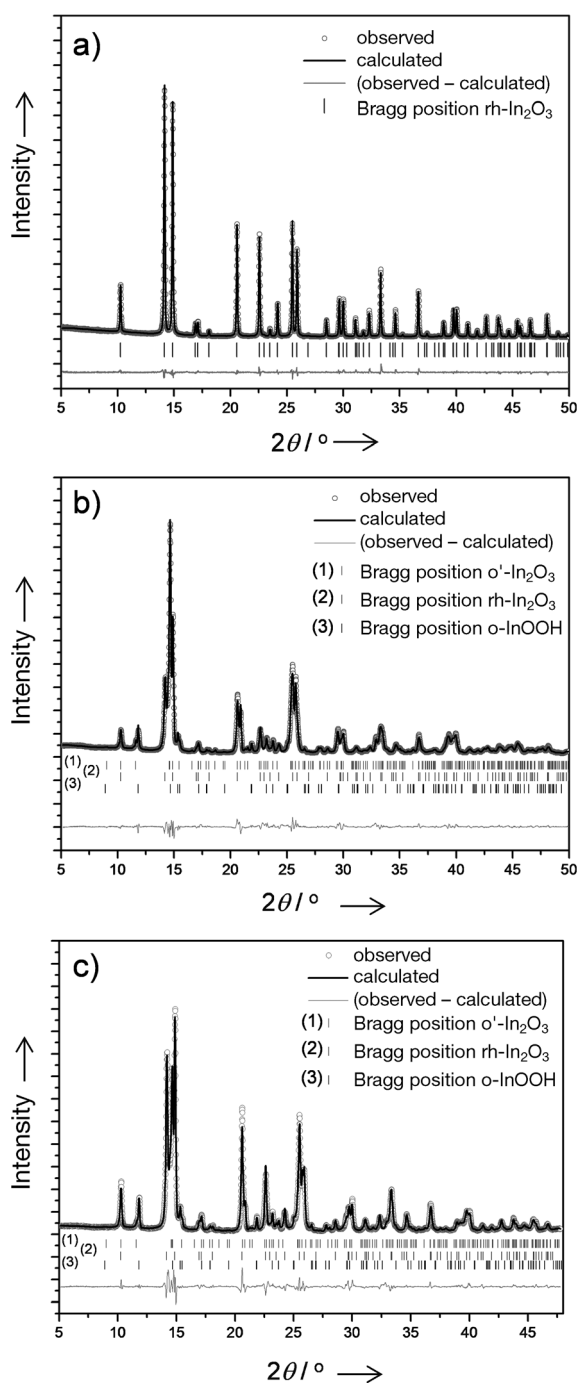 a)
observed
calculated
(observed – calculated)
Bragg position rh-In₂O₃
Intensity
5 10 15 20 25 30 35 40 45 50
2θ / °
b)
observed
calculated
(observed – calculated)
(1) Bragg position o'-In₂O₃
(2) Bragg position rh-In₂O₃
(3) Bragg position o-InOOH
Intensity
(1)
(2)
(3)
5 10 15 20 25 30 35 40 45 50
2θ / °
c)
observed
calculated
(observed – calculated)
(1) Bragg position o'-In₂O₃
(2) Bragg position rh-In₂O₃
(3) Bragg position o-InOOH
Intensity
(1)
(2)
(3)
5 10 15 20 25 30 35 40 45
2θ / °